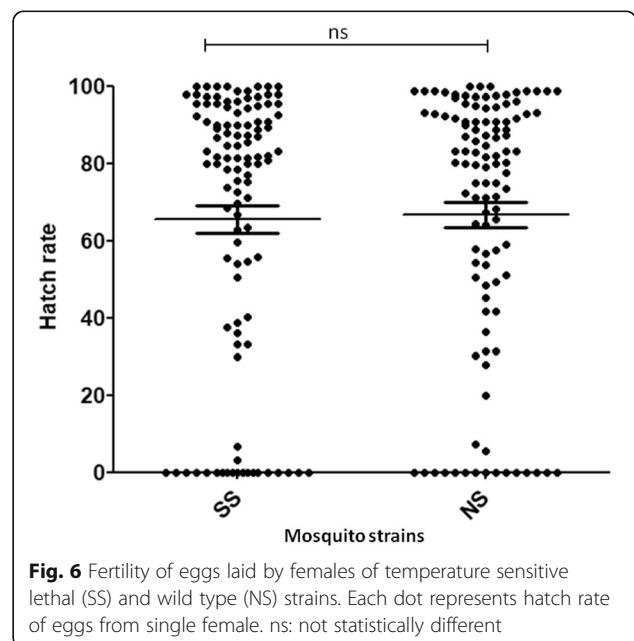 ns
100
80
60
40
20
0
Hatch rate
SS
NS
Mosquito strains
Fig. 6 Fertility of eggs laid by females of temperature sensitive
lethal (SS) and wild type (NS) strains. Each dot represents hatch rate
of eggs from single female. ns: not statistically different